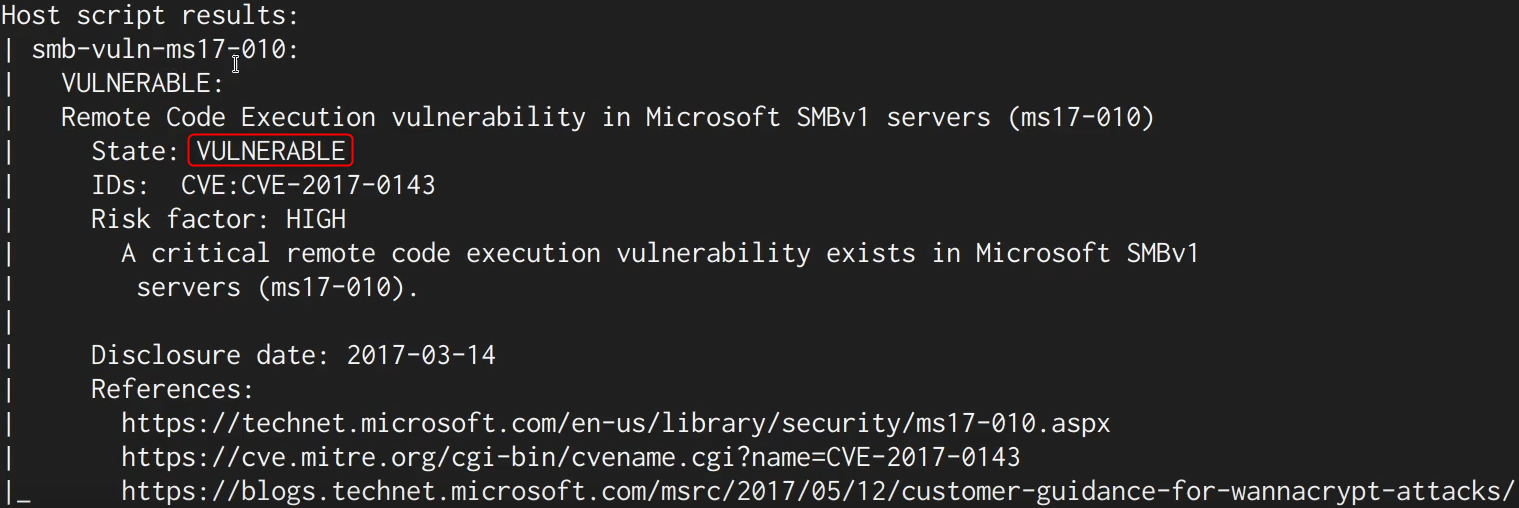 Host script results:
| smb-vuln-ms17-010:
|   VULNERABLE:
|   Remote Code Execution vulnerability in Microsoft SMBv1 servers (ms17-010)
|     State: VULNERABLE
|     IDs:  CVE:CVE-2017-0143
|     Risk factor: HIGH
|       A critical remote code execution vulnerability exists in Microsoft SMBv1
|        servers (ms17-010).
|
|     Disclosure date: 2017-03-14
|     References:
|       https://technet.microsoft.com/en-us/library/security/ms17-010.aspx
|       https://cve.mitre.org/cgi-bin/cvename.cgi?name=CVE-2017-0143
|_      https://blogs.technet.microsoft.com/msrc/2017/05/12/customer-guidance-for-wannacrypt-attacks/